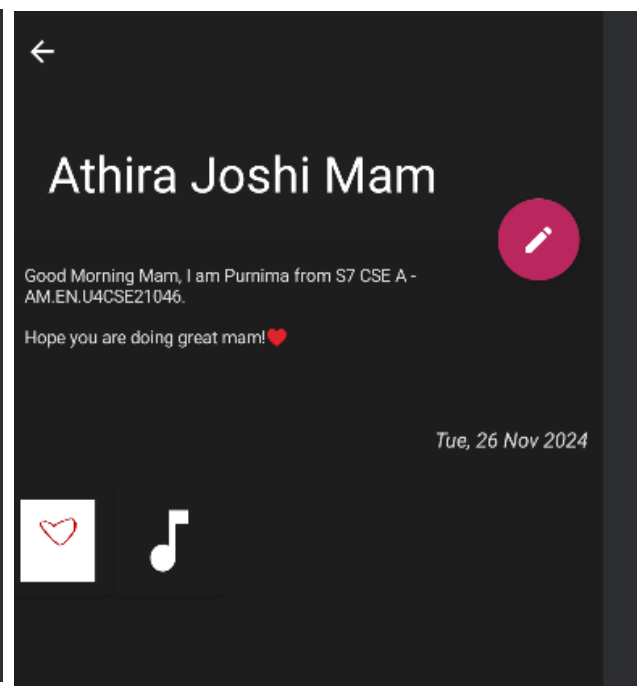 Athira Joshi Mam
Good Morning Mam, I am Purnima from S7 CSE A -
AM.EN.U4CSE21046.
Hope you are doing great mam!❤️
Tue, 26 Nov 2024